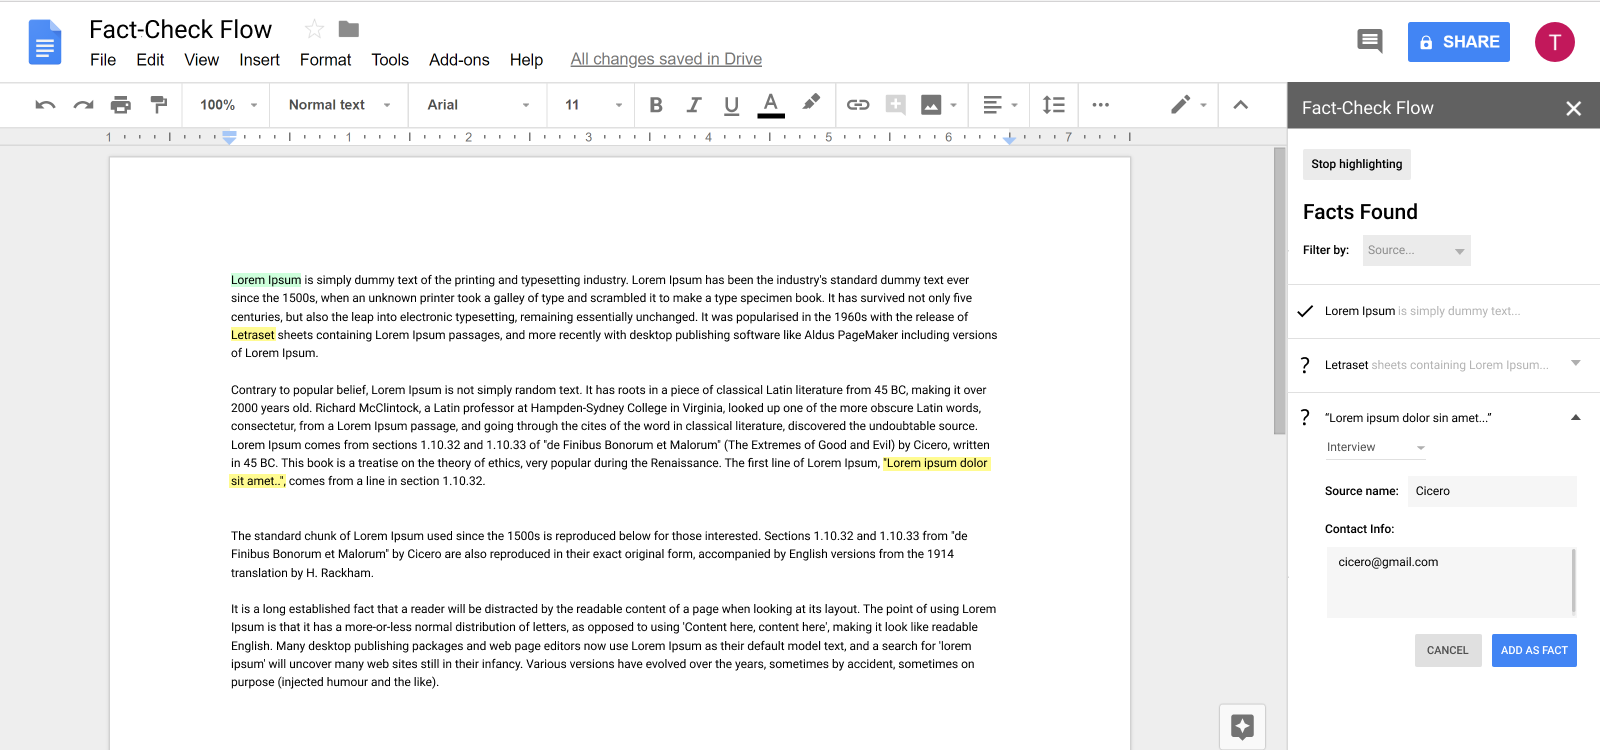 Fact-Check Flow
File Edit View Insert Format Tools Add-ons Help All changes saved in Drive
SHARE
T
100% Normal text Arial 11 B I U A
1 1 2 3 4 5 6 7
Lorem Ipsum is simply dummy text of the printing and typesetting industry. Lorem Ipsum has been the industry's standard dummy text ever
since the 1500s, when an unknown printer took a galley of type and scrambled it to make a type specimen book. It has survived not only five
centuries, but also the leap into electronic typesetting, remaining essentially unchanged. It was popularised in the 1960s with the release of
Letraset sheets containing Lorem Ipsum passages, and more recently with desktop publishing software like Aldus PageMaker including versions
of Lorem Ipsum.
Contrary to popular belief, Lorem Ipsum is not simply random text. It has roots in a piece of classical Latin literature from 45 BC, making it over
2000 years old. Richard McClintock, a Latin professor at Hampden-Sydney College in Virginia, looked up one of the more obscure Latin words,
consectetur, from a Lorem Ipsum passage, and going through the cites of the word in classical literature, discovered the undoubtable source.
Lorem Ipsum comes from sections 1.10.32 and 1.10.33 of "de Finibus Bonorum et Malorum" (The Extremes of Good and Evil) by Cicero, written
in 45 BC. This book is a treatise on the theory of ethics, very popular during the Renaissance. The first line of Lorem Ipsum, "Lorem ipsum dolor
sit amet..", comes from a line in section 1.10.32.
The standard chunk of Lorem Ipsum used since the 1500s is reproduced below for those interested. Sections 1.10.32 and 1.10.33 from "de
Finibus Bonorum et Malorum" by Cicero are also reproduced in their exact original form, accompanied by English versions from the 1914
translation by H. Rackham.
It is a long established fact that a reader will be distracted by the readable content of a page when looking at its layout. The point of using Lorem
Ipsum is that it has a more-or-less normal distribution of letters, as opposed to using 'Content here, content here', making it look like readable
English. Many desktop publishing packages and web page editors now use Lorem Ipsum as their default model text, and a search for 'lorem
ipsum' will uncover many web sites still in their infancy. Various versions have evolved over the years, sometimes by accident, sometimes on
purpose (injected humour and the like).
Fact-Check Flow
Stop highlighting
Facts Found
Filter by: Source...
Lorem Ipsum is simply dummy text...
? Letraset sheets containing Lorem Ipsum...
? “Lorem ipsum dolor sin amet...”
Interview
Source name: Cicero
Contact Info:
cicero@gmail.com
CANCEL ADD AS FACT